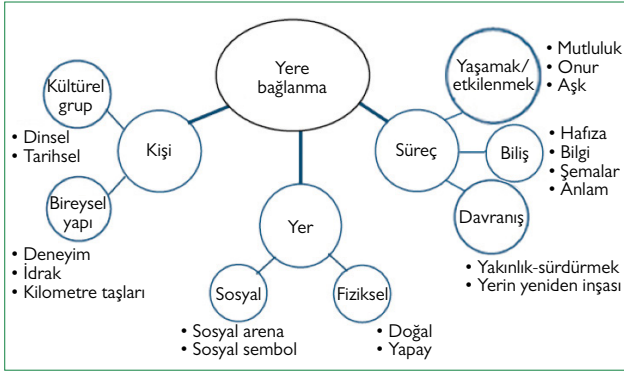 Yere
bağlanma
Kişi
Kültürel
grup
• Dinsel
• Tarihsel
Bireysel
yapı
• Deneyim
• İdrak
• Kilometre taşları
Yer
Sosyal
• Sosyal arena
• Sosyal sembol
Fiziksel
• Doğal
• Yapay
Süreç
Yaşamak/
etkilenmek
• Mutluluk
• Onur
• Aşk
Biliş
• Hafıza
• Bilgi
• Şemalar
• Anlam
Davranış
• Yakınlık-sürdürmek
• Yerin yeniden inşası